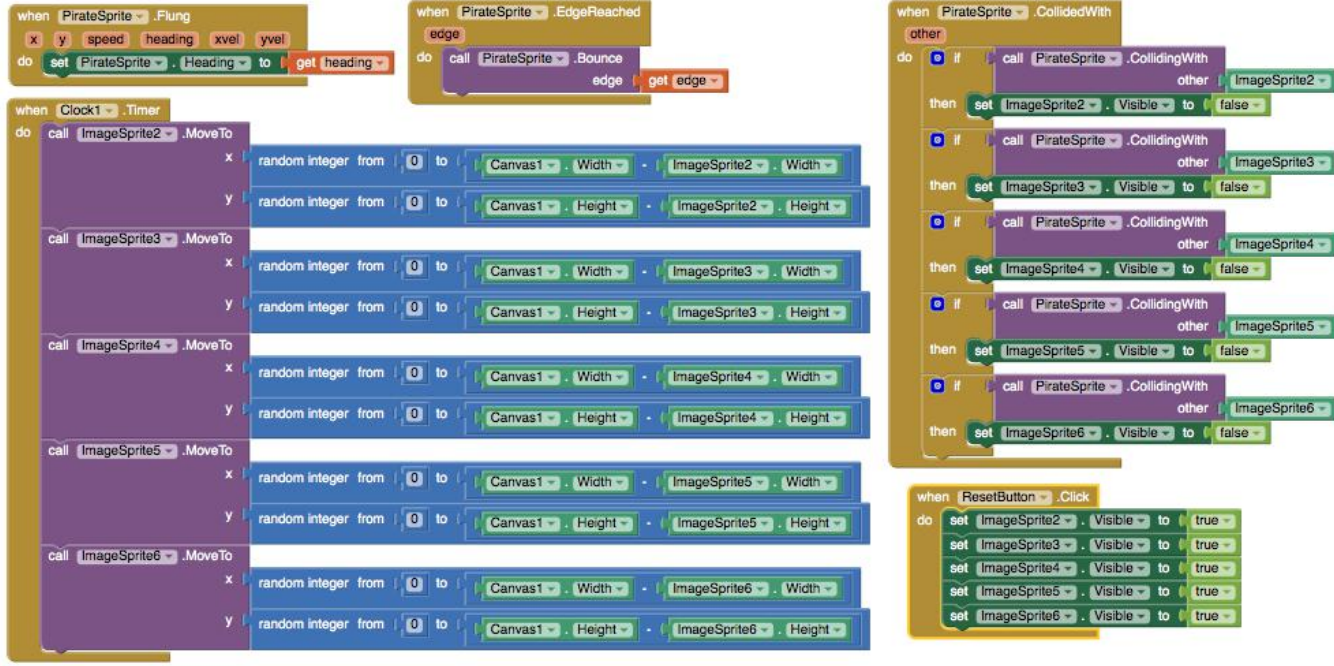 when PirateSprite .Flung
x y speed heading xvel yvel
do set PirateSprite . Heading to get heading
when PirateSprite .EdgeReached
edge
do call PirateSprite .Bounce
edge get edge
when Clock1 .Timer
do call ImageSprite2 .MoveTo
x random integer from 0 to Canvas1 . Width - ImageSprite2 . Width
y random integer from 0 to Canvas1 . Height - ImageSprite2 . Height
call ImageSprite3 .MoveTo
x random integer from 0 to Canvas1 . Width - ImageSprite3 . Width
y random integer from 0 to Canvas1 . Height - ImageSprite3 . Height
call ImageSprite4 .MoveTo
x random integer from 0 to Canvas1 . Width - ImageSprite4 . Width
y random integer from 0 to Canvas1 . Height - ImageSprite4 . Height
call ImageSprite5 .MoveTo
x random integer from 0 to Canvas1 . Width - ImageSprite5 . Width
y random integer from 0 to Canvas1 . Height - ImageSprite5 . Height
call ImageSprite6 .MoveTo
x random integer from 0 to Canvas1 . Width - ImageSprite6 . Width
y random integer from 0 to Canvas1 . Height - ImageSprite6 . Height
when PirateSprite .CollidedWith
other
do if call PirateSprite .CollidingWith
other ImageSprite2
then set ImageSprite2 . Visible to false
if call PirateSprite .CollidingWith
other ImageSprite3
then set ImageSprite3 . Visible to false
if call PirateSprite .CollidingWith
other ImageSprite4
then set ImageSprite4 . Visible to false
if call PirateSprite .CollidingWith
other ImageSprite5
then set ImageSprite5 . Visible to false
if call PirateSprite .CollidingWith
other ImageSprite6
then set ImageSprite6 . Visible to false
when ResetButton .Click
do set ImageSprite2 . Visible to true
set ImageSprite3 . Visible to true
set ImageSprite4 . Visible to true
set ImageSprite5 . Visible to true
set ImageSprite6 . Visible to true